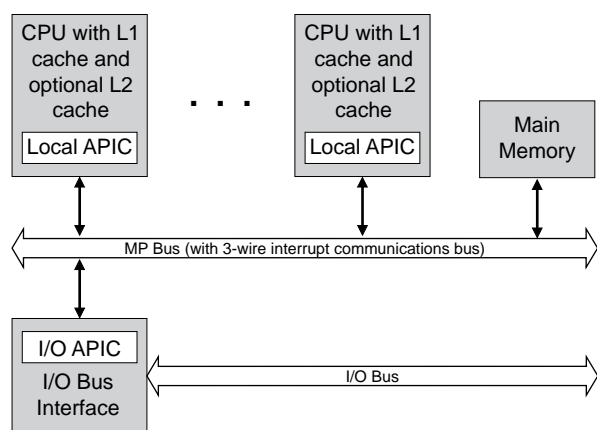 CPU with L1
cache and
optional L2
cache
Local APIC
. . .
CPU with L1
cache and
optional L2
cache
Local APIC
Main
Memory
MP Bus (with 3-wire interrupt communications bus)
I/O APIC
I/O Bus
Interface
I/O Bus